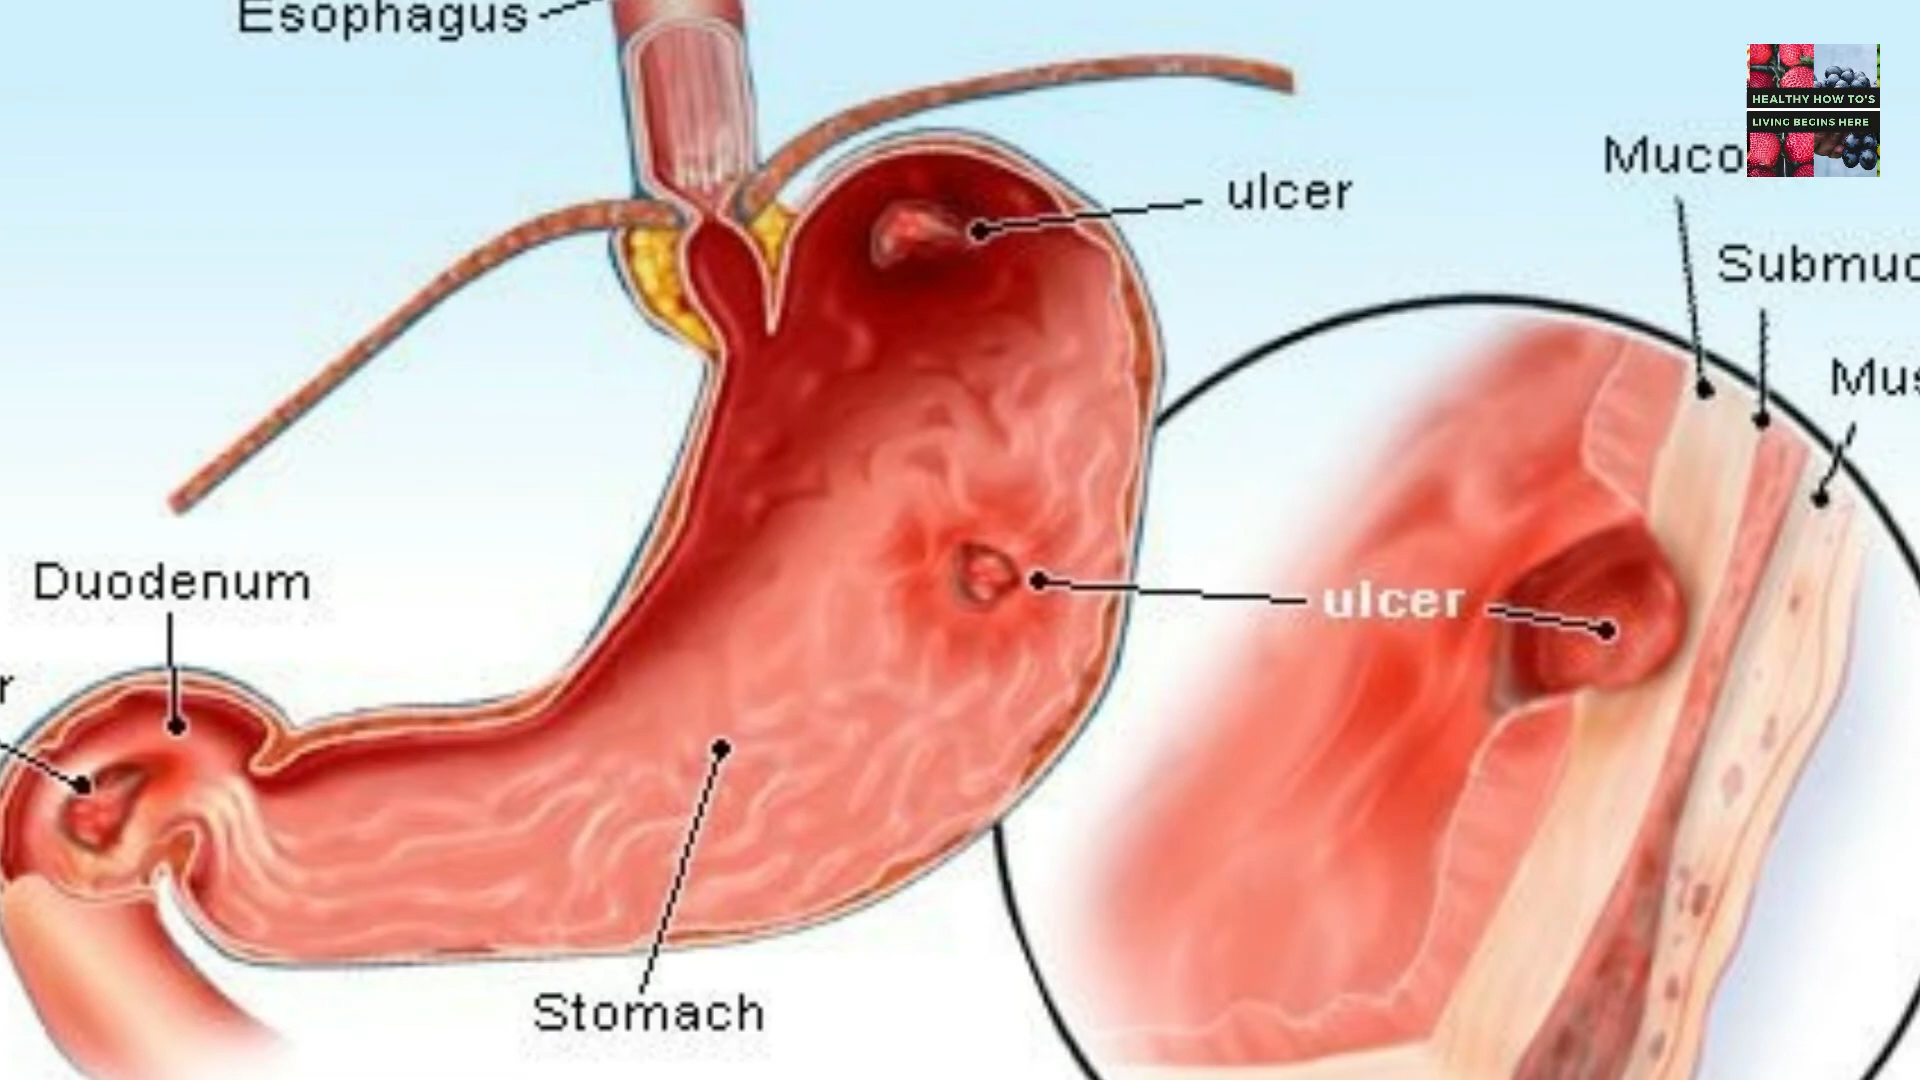 Esophagus
HEALTHY HOW TO'S
LIVING BEGINS HERE
Muco
ulcer
Submuc
Mus
Duodenum
ulcer
r
Stomach